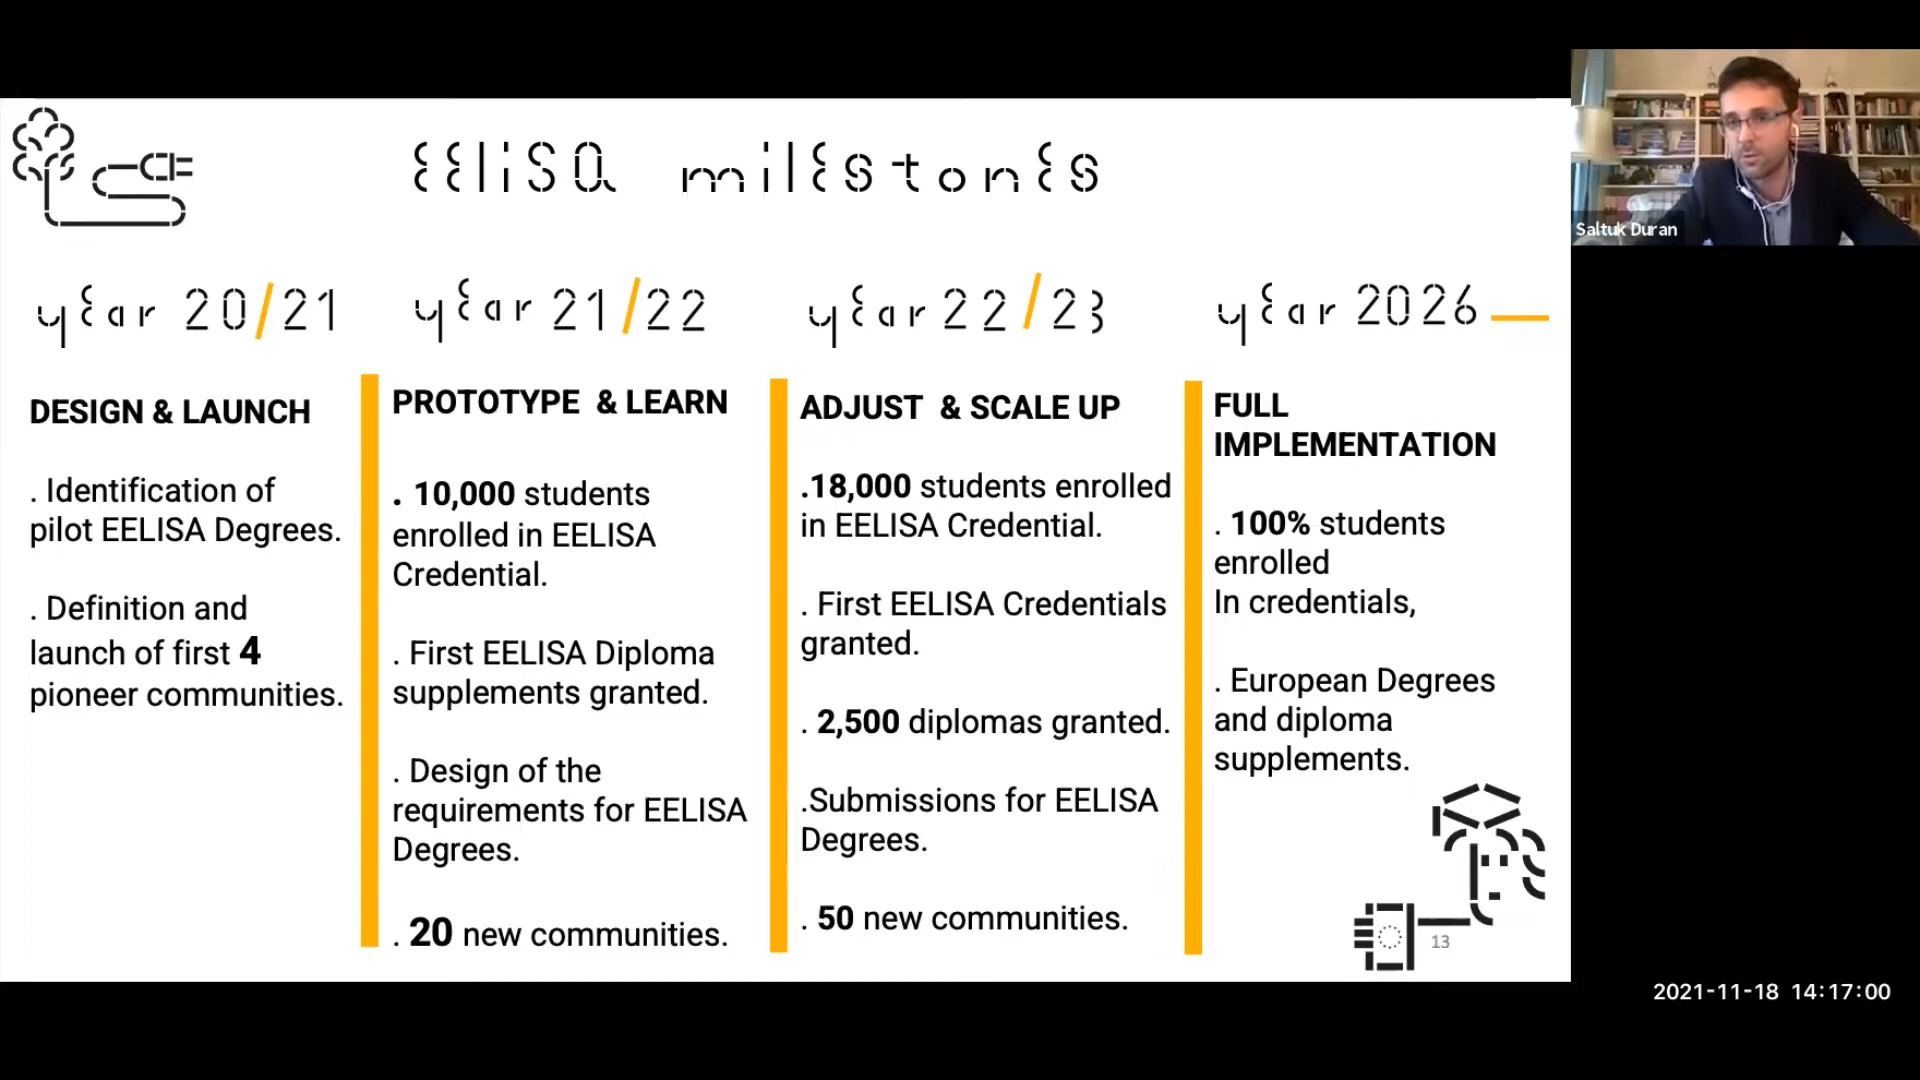 EEliSa milEstonEs
yEar 20/21
DESIGN & LAUNCH
. Identification of
pilot EELISA Degrees.
. Definition and
launch of first 4
pioneer communities.
yEar 21/22
PROTOTYPE & LEARN
. 10,000 students
enrolled in EELISA
Credential.
. First EELISA Diploma
supplements granted.
. Design of the
requirements for EELISA
Degrees.
. 20 new communities.
yEar 22/23
ADJUST & SCALE UP
.18,000 students enrolled
in EELISA Credential.
. First EELISA Credentials
granted.
. 2,500 diplomas granted.
.Submissions for EELISA
Degrees.
. 50 new communities.
yEar 2026
FULL
IMPLEMENTATION
. 100% students
enrolled
In credentials,
. European Degrees
and diploma
supplements.
13
Saltuk Duran
2021-11-18 14:17:00